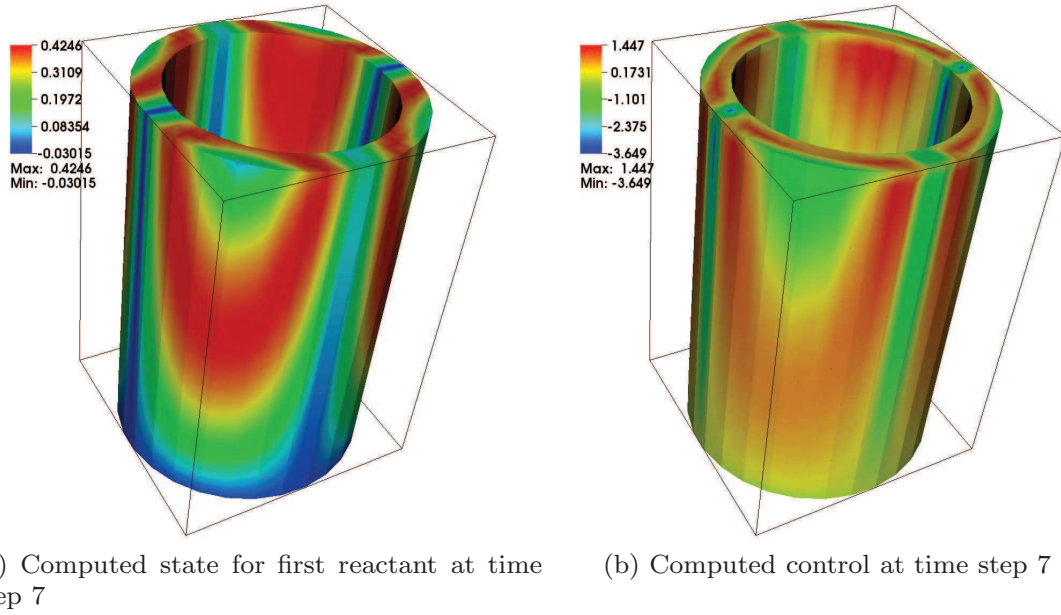 0.4246
0.3109
0.1972
0.08354
-0.03015
Max: 0.4246
Min: -0.03015
1.447
0.1731
-1.101
-2.375
-3.649
Max: 1.447
Min: -3.649
) Computed state for first reactant at time
ep 7
(b) Computed control at time step 7